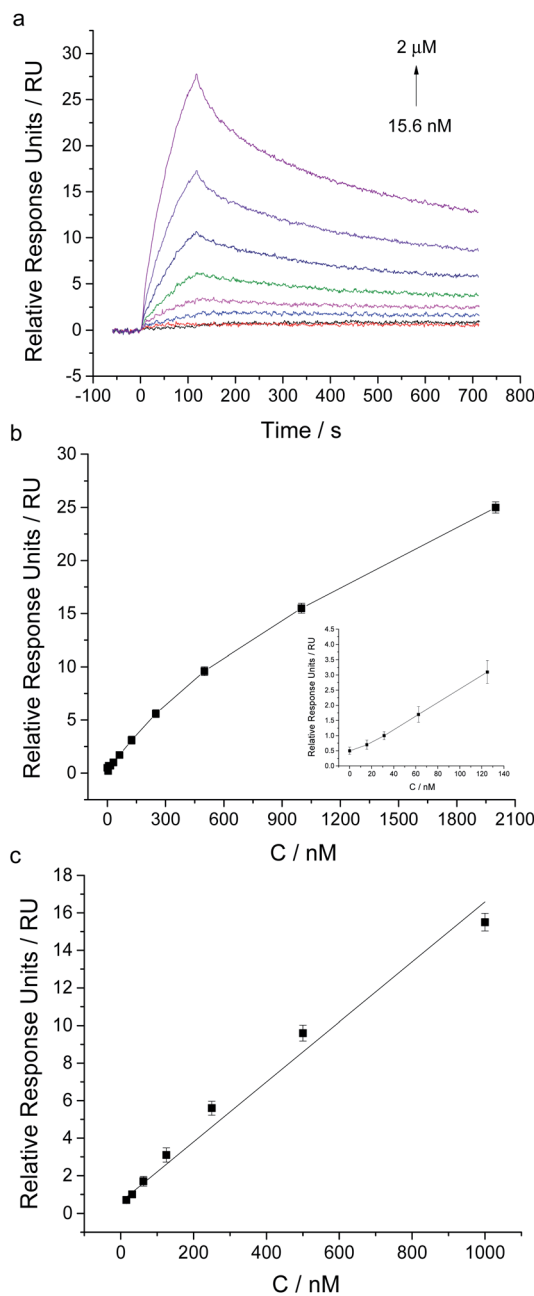 a
Relative Response Units / RU
30
25
20
15
10
5
0
-5
2 μM
15.6 nM
-100 0 100 200 300 400 500 600 700 800
Time / s
b
Relative Response Units / RU
30
25
20
15
10
5
0
Relative Response Units / RU
4.5
4.0
3.5
3.0
2.5
2.0
1.5
1.0
0.5
0.0
0 20 40 60 80 100 120 140
C / nM
0 300 600 900 1200 1500 1800 2100
C / nM
c
Relative Response Units / RU
18
16
14
12
10
8
6
4
2
0
0 200 400 600 800 1000
C / nM